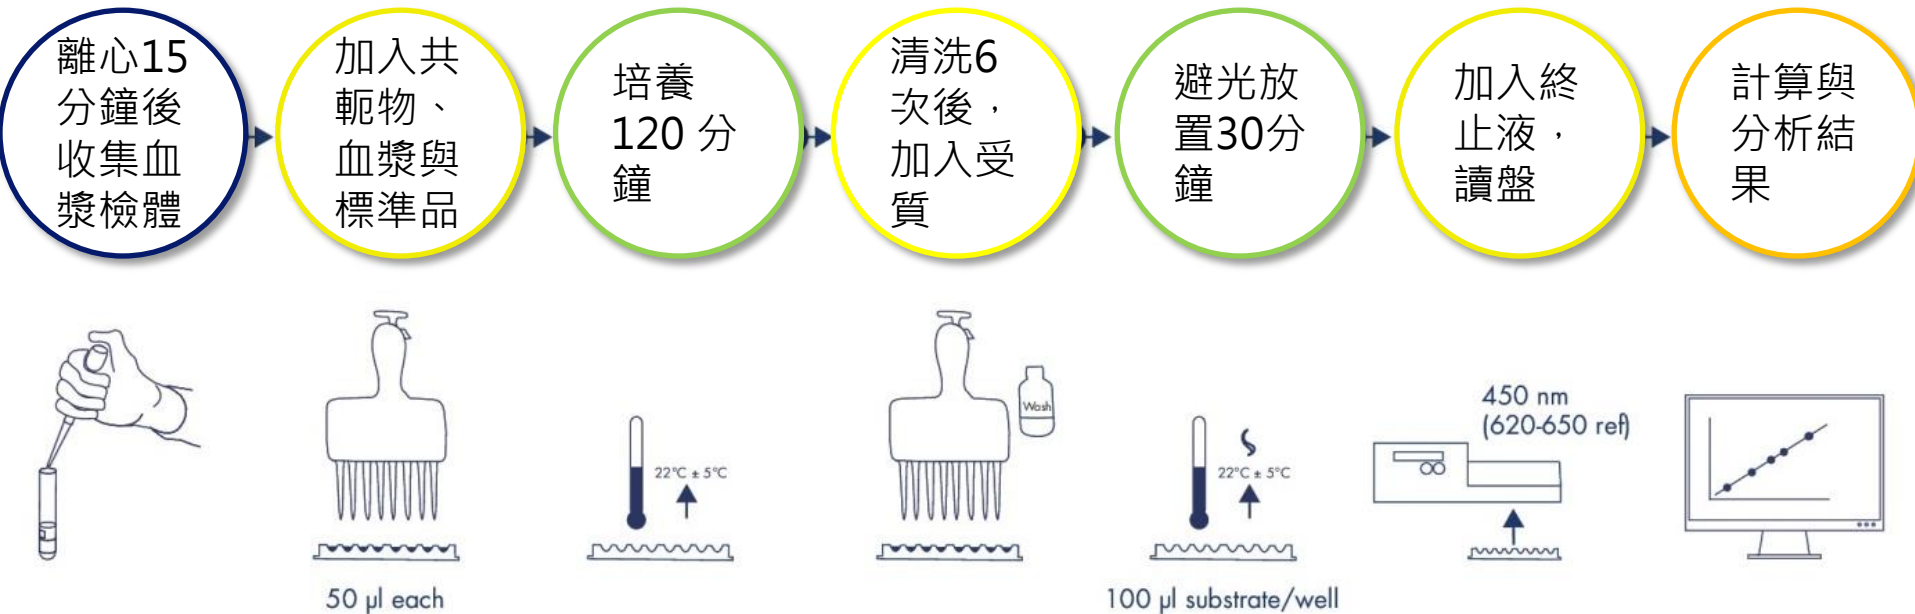 離心15
分鐘後
收集血
漿檢體
加入共
軛物、
血漿與
標準品
培養
120 分
鐘
清洗6
次後，
加入受
質
避光放
置30分
鐘
加入終
止液，
讀盤
計算與
分析結
果
50 µl each
22°C ± 5°C
Wash
22°C ± 5°C
100 µl substrate/well
450 nm
(620-650 ref)